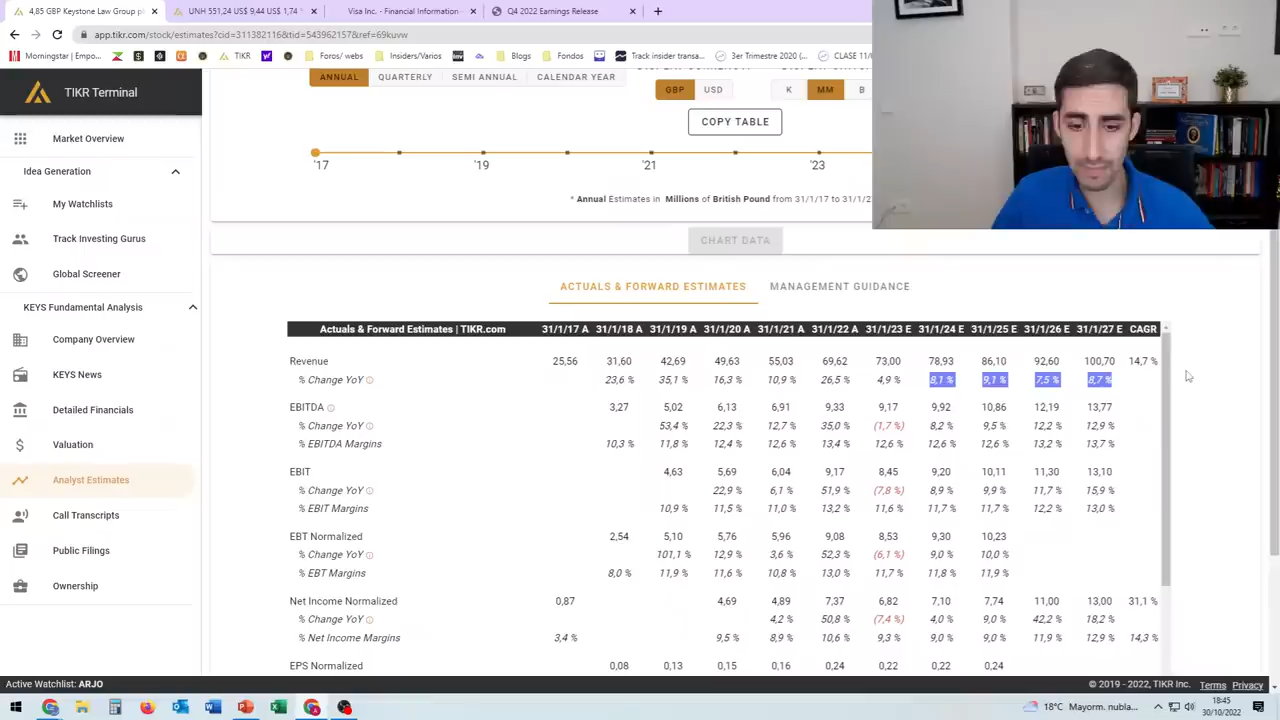 4,85 GBP Keystone Law Group pl
UNH 551,24 US$ 9,44 US$ 1,74
Visa Inc. - Financial Information
Q4 2022 Earnings Release
app.tikr.com/stock/estimates?cid=311382116&tid=543962157&ref=69kuvw
Morningstar | Empo...
TIKR
Foros/ webs
Insiders/Varios
Blogs
Fondos
Track insider transa...
3er Trimestre 2020 (...
CLASE 11/
TIKR Terminal
Market Overview
Idea Generation
My Watchlists
Track Investing Gurus
Global Screener
KEYS Fundamental Analysis
Company Overview
KEYS News
Detailed Financials
Valuation
Analyst Estimates
Call Transcripts
Public Filings
Ownership
Active Watchlist: ARJO
ANNUAL QUARTERLY SEMI ANNUAL CALENDAR YEAR
GBP USD K MM B
COPY TABLE
'17 '19 '21 '23
* Annual Estimates in Millions of British Pound from 31/1/17 to 31/1/2
CHART DATA
ACTUALS & FORWARD ESTIMATES MANAGEMENT GUIDANCE
Actuals & Forward Estimates | TIKR.com 31/1/17 A 31/1/18 A 31/1/19 A 31/1/20 A 31/1/21 A 31/1/22 A 31/1/23 E 31/1/24 E 31/1/25 E 31/1/26 E 31/1/27 E CAGR
Revenue 25,56 31,60 42,69 49,63 55,03 69,62 73,00 78,93 86,10 92,60 100,70 14,7 %
% Change YoY 23,6 % 35,1 % 16,3 % 10,9 % 26,5 % 4,9 % 8,1 % 9,1 % 7,5 % 8,7 %
EBITDA 3,27 5,02 6,13 6,91 9,33 9,17 9,92 10,86 12,19 13,77
% Change YoY 53,4 % 22,3 % 12,7 % 35,0 % (1,7 %) 8,2 % 9,5 % 12,2 % 12,9 %
% EBITDA Margins 10,3 % 11,8 % 12,4 % 12,6 % 13,4 % 12,6 % 12,6 % 12,6 % 13,2 % 13,7 %
EBIT 4,63 5,69 6,04 9,17 8,45 9,20 10,11 11,30 13,10
% Change YoY 22,9 % 6,1 % 51,9 % (7,8 %) 8,9 % 9,9 % 11,7 % 15,9 %
% EBIT Margins 10,9 % 11,5 % 11,0 % 13,2 % 11,6 % 11,7 % 11,7 % 12,2 % 13,0 %
EBT Normalized 2,54 5,10 5,76 5,96 9,08 8,53 9,30 10,23
% Change YoY 101,1 % 12,9 % 3,6 % 52,3 % (6,1 %) 9,0 % 10,0 %
% EBT Margins 8,0 % 11,9 % 11,6 % 10,8 % 13,0 % 11,7 % 11,8 % 11,9 %
Net Income Normalized 0,87 4,69 4,89 7,37 6,82 7,10 7,74 11,00 13,00 31,1 %
% Change YoY 4,2 % 50,8 % (7,4 %) 4,0 % 9,0 % 42,2 % 18,2 %
% Net Income Margins 3,4 % 9,5 % 8,9 % 10,6 % 9,3 % 9,0 % 9,0 % 11,9 % 12,9 % 14,3 %
EPS Normalized 0,08 0,13 0,15 0,16 0,24 0,22 0,22 0,24
© 2019 - 2022, TIKR Inc. Terms Privacy
18°C Mayorm. nubla...
18:45
30/10/2022